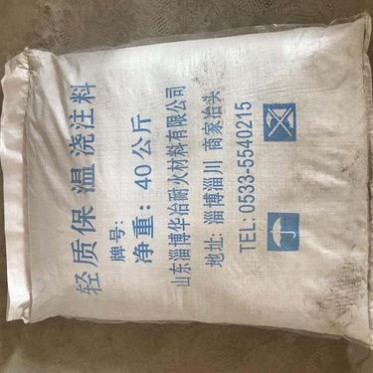 轻质保温浇注料
牌号:
净重: 40公斤
山东淄博华冶耐火材料有限公司
地址: 淄博淄川 商家冶头
TEL: 0533-5540215